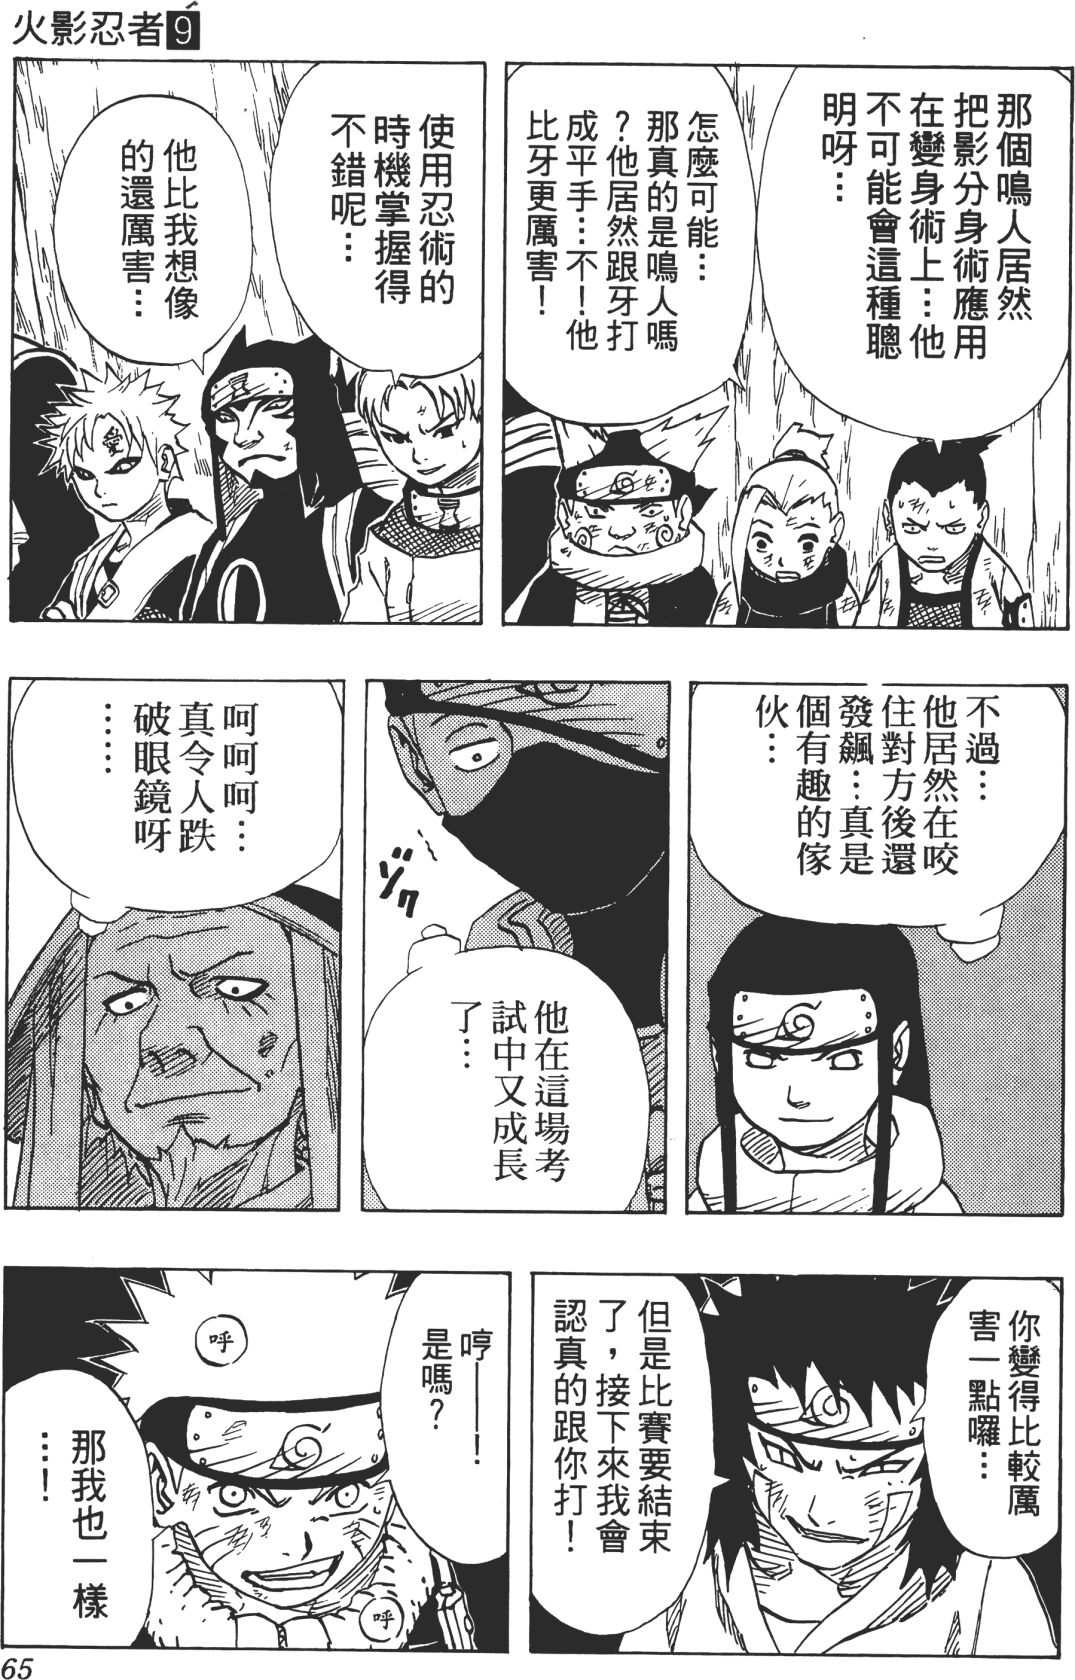 火影忍者9
那個鳴人居然
把影分身術應用
在變身術上…他
不可能會這種聰
明呀…
怎麼可能…
那真的是鳴人嗎
？他居然跟牙打
成平手…不！他
比牙更厲害！
使用忍術的
時機掌握得
不錯呢…
他比我想像
的還厲害…
愛
不過…
他居然在咬
住對方後還
發飆…真是
個有趣的傢
伙…
ゾク
他在這場考
試中又成長
了…
呵呵呵…
真令人跌
破眼鏡呀
……
你變得比較厲
害一點囉…
但是比賽要結束
了，接下來我會
認真的跟你打！
哼——！
是嗎？
呼
那我也一樣
…！
呼
65